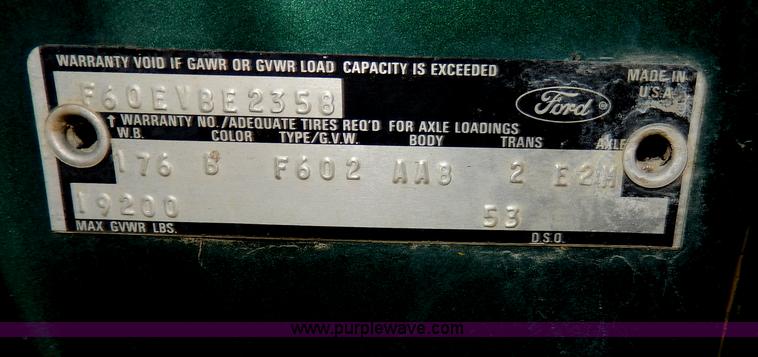 WARRANTY VOID IF GAWR OR GVWR LOAD CAPACITY IS EXCEEDED
MADE IN
U.S.A.
F60EVBE2358
Ford ®
↑ WARRANTY NO./ADEQUATE TIRES REQ'D FOR AXLE LOADINGS
W.B. COLOR TYPE/G.V.W. BODY TRANS AXLE
176 B F602 AAB 2 E2M
19200 53
MAX GVWR LBS. D.S.O.
www.purplewave.com